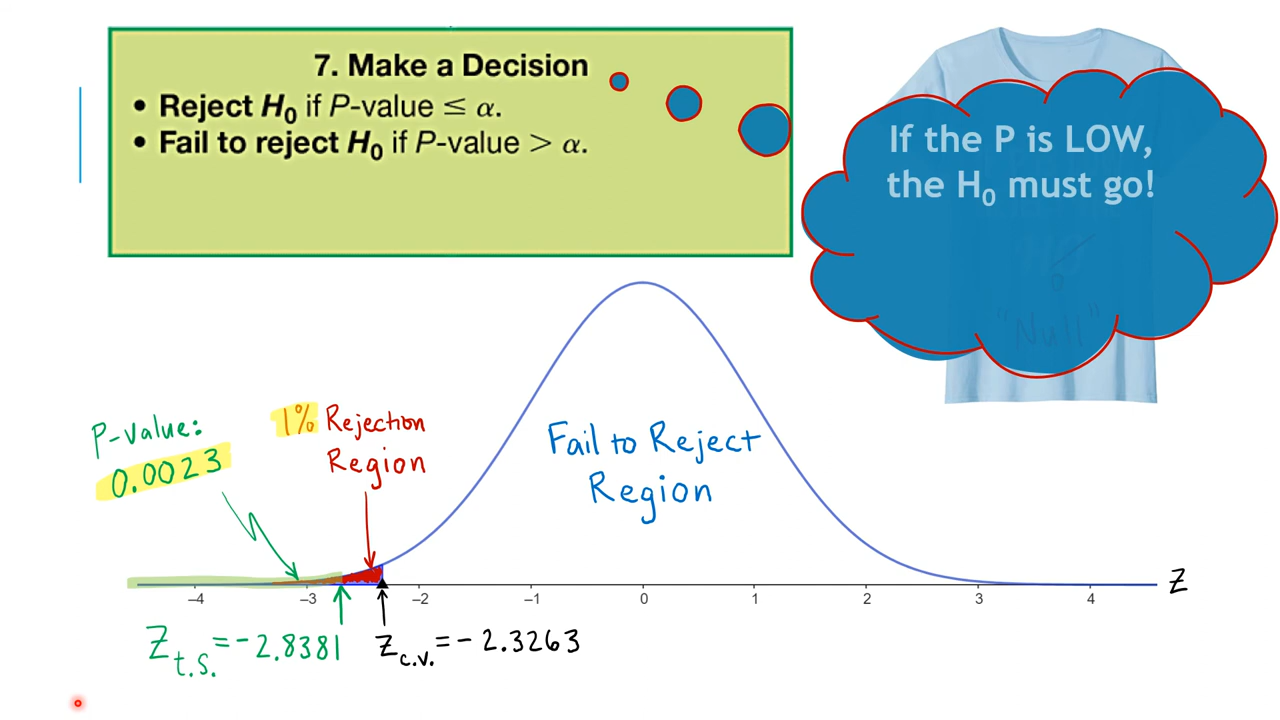 7. Make a Decision
• Reject H₀ if P-value ≤ α.
• Fail to reject H₀ if P-value > α.
If the P is LOW,
the H₀ must go!
"Null"
P-value:
0.0023
1% Rejection
Region
Fail to Reject
Region
–4 –3 –2 –1 0 1 2 3 4
Z
Z t.s. = -2.8381
Z c.v. = -2.3263